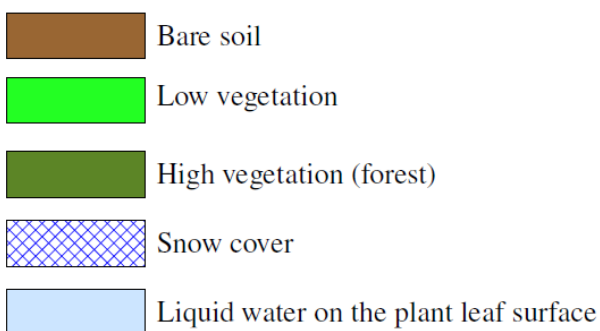 Bare soil
Low vegetation
High vegetation (forest)
Snow cover
Liquid water on the plant leaf surface